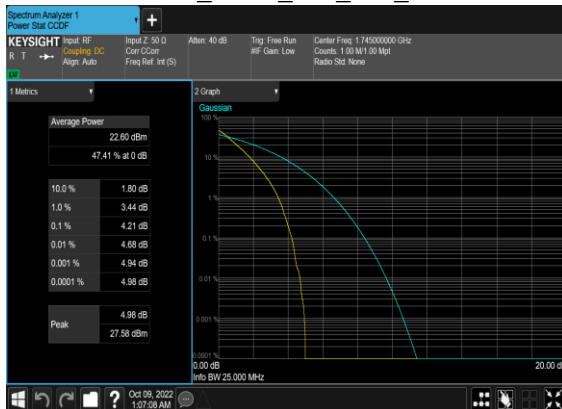 Spectrum Analyzer 1
Power Stat CCDF
KEYSIGHT
R T
Input: RF
Coupling: DC
Align: Auto
Input Z: 50 Ω
Corr CCorr
Freq Ref: Int (S)
Atten: 40 dB
Trig: Free Run
#IF Gain: Low
Center Freq: 1.745000000 GHz
Counts: 1.00 M/1.00 Mpt
Radio Std: None
1 Metrics
Average Power
22.60 dBm
47.41 % at 0 dB
10.0 % 1.80 dB
1.0 % 3.44 dB
0.1 % 4.21 dB
0.01 % 4.68 dB
0.001 % 4.94 dB
0.0001 % 4.98 dB
Peak
4.98 dB
27.58 dBm
2 Graph
Gaussian
100 %
10 %
1 %
0.1 %
0.01 %
0.001 %
0.0001 %
0.00 dB
20.00 d
Info BW 25.000 MHz
?
Oct 09, 2022
1:07:08 AM